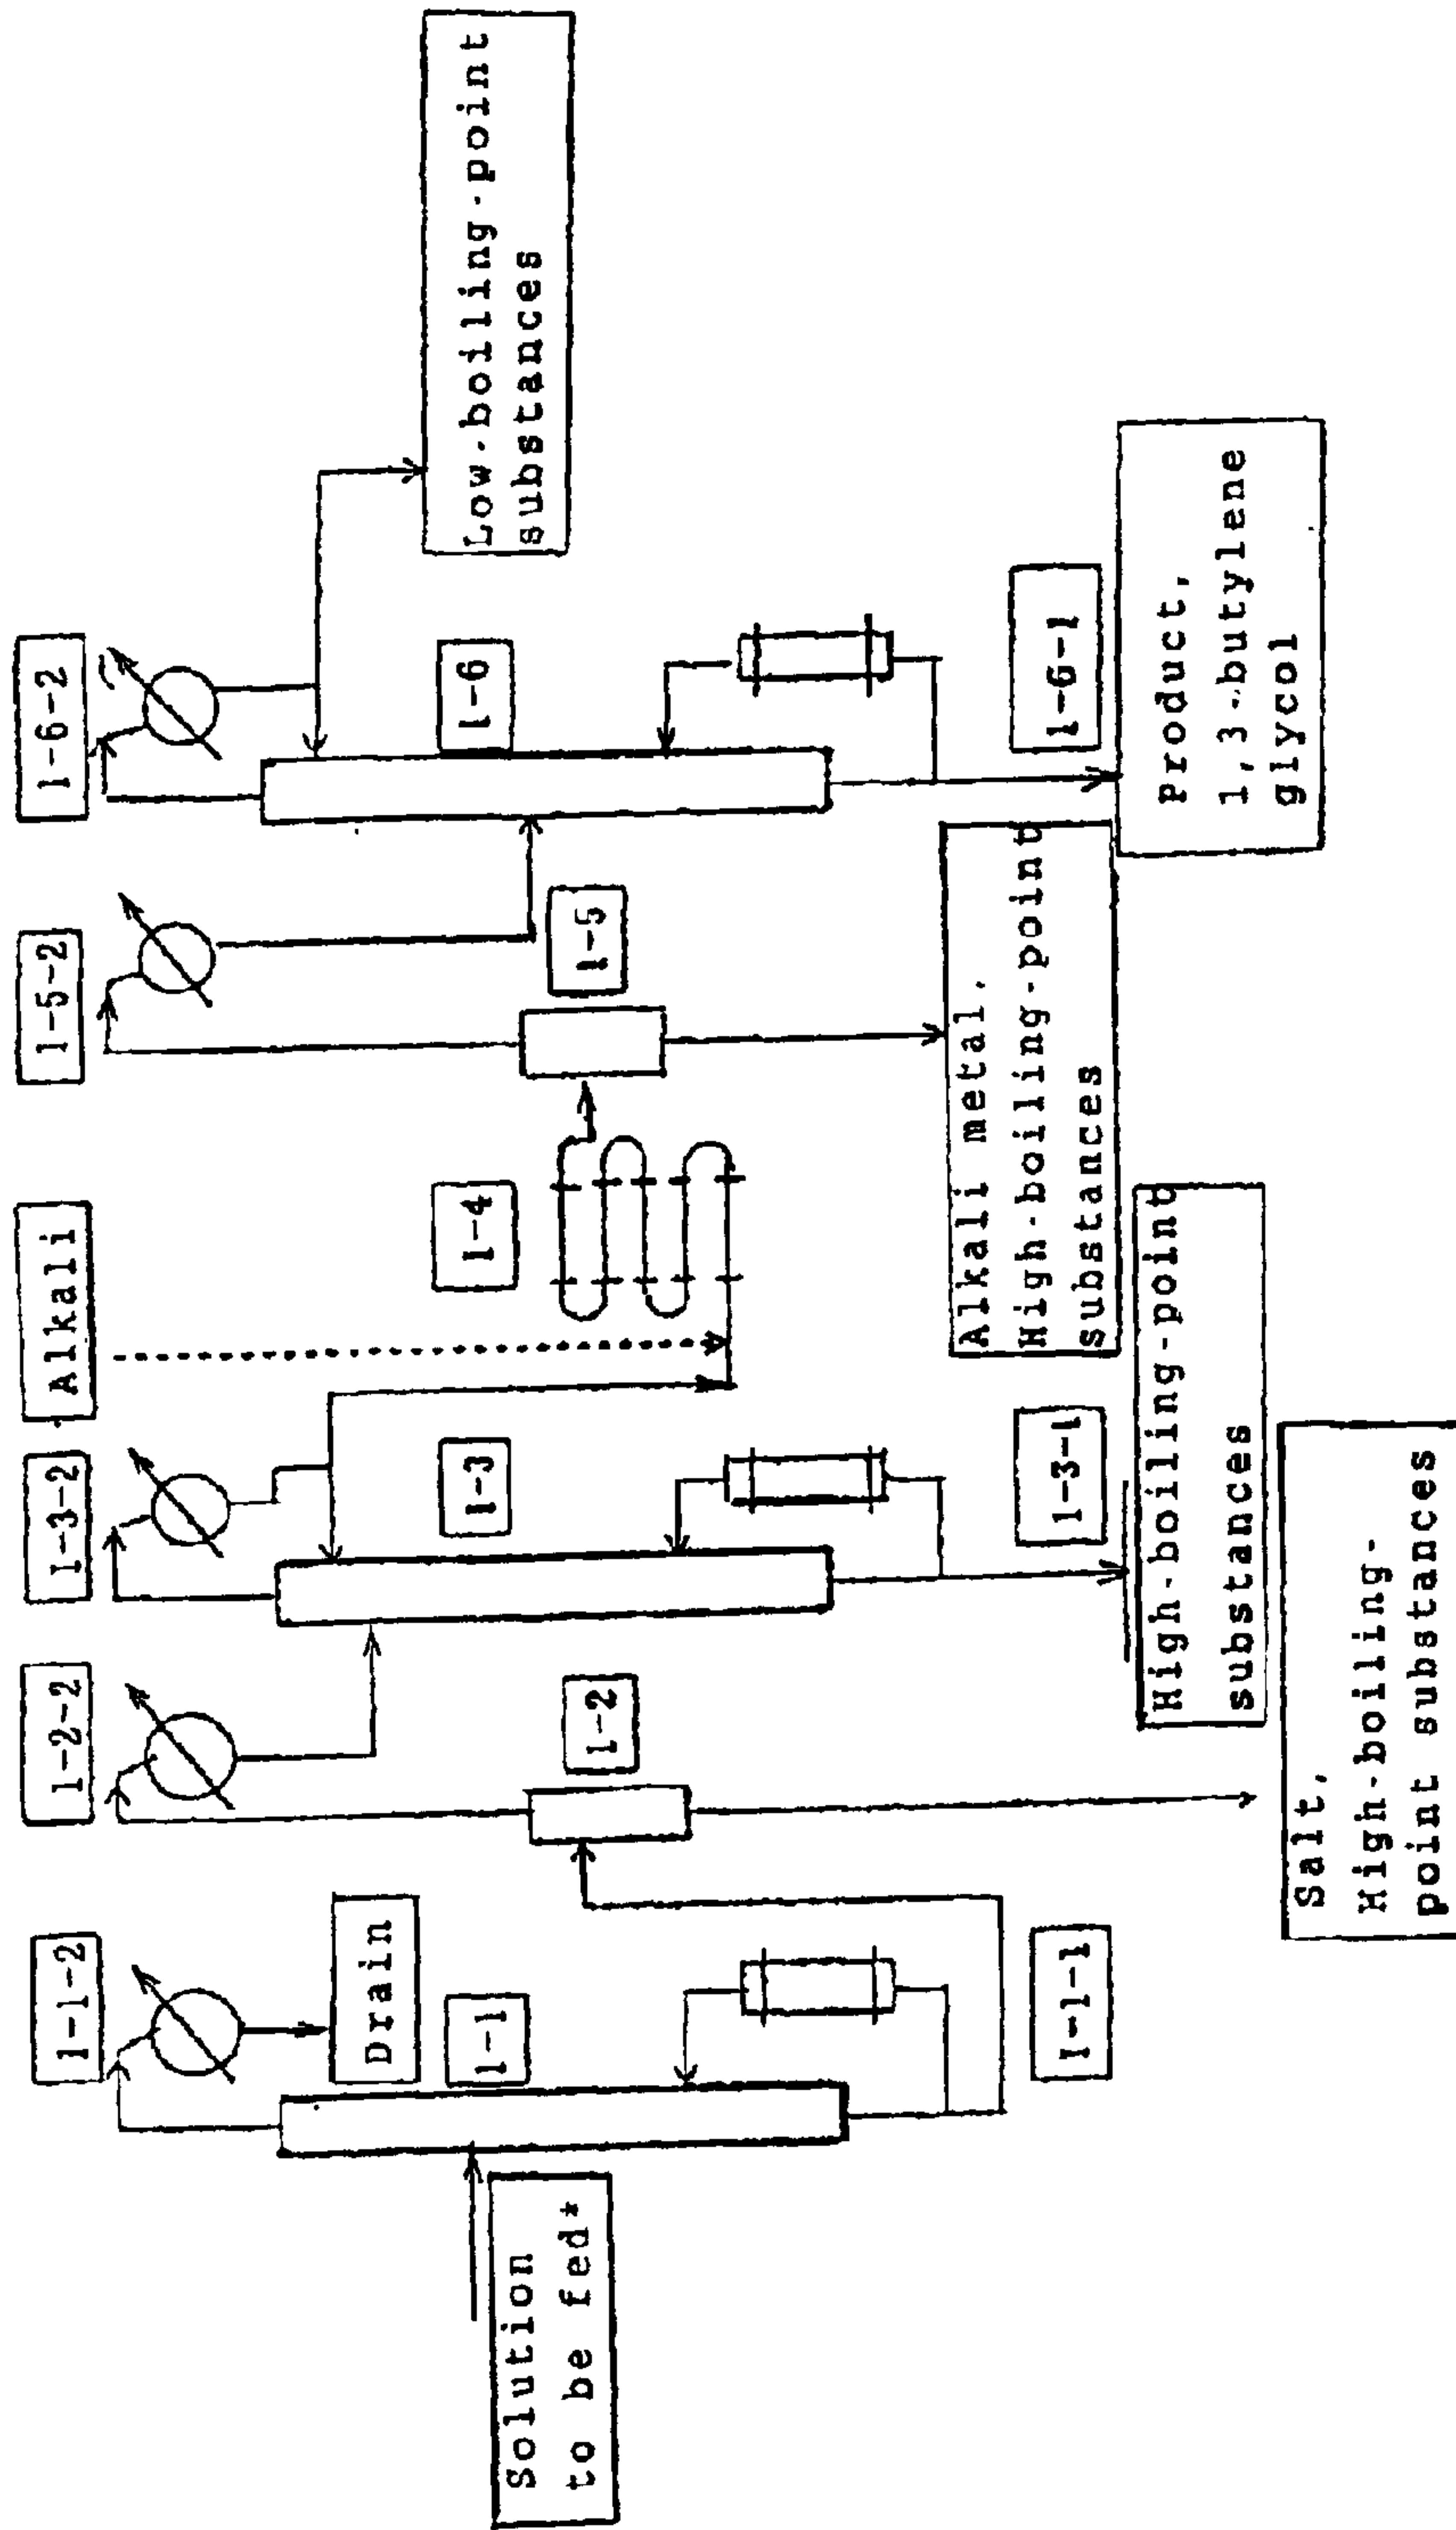 1-1-2
1-2-2
1-3-2
Alkali
1-5-2
1-6-2
Drain
1-1
1-3
1-4
1-6
Low-boiling-point
substances
Solution
to be fed*
1-2
1-5
1-1-1
1-3-1
1-6-1
Alkali metal,
High-boiling-point
substances
High-boiling-point
substances
Product,
1,3-butylene
glycol
Salt,
High-boiling-
point substances